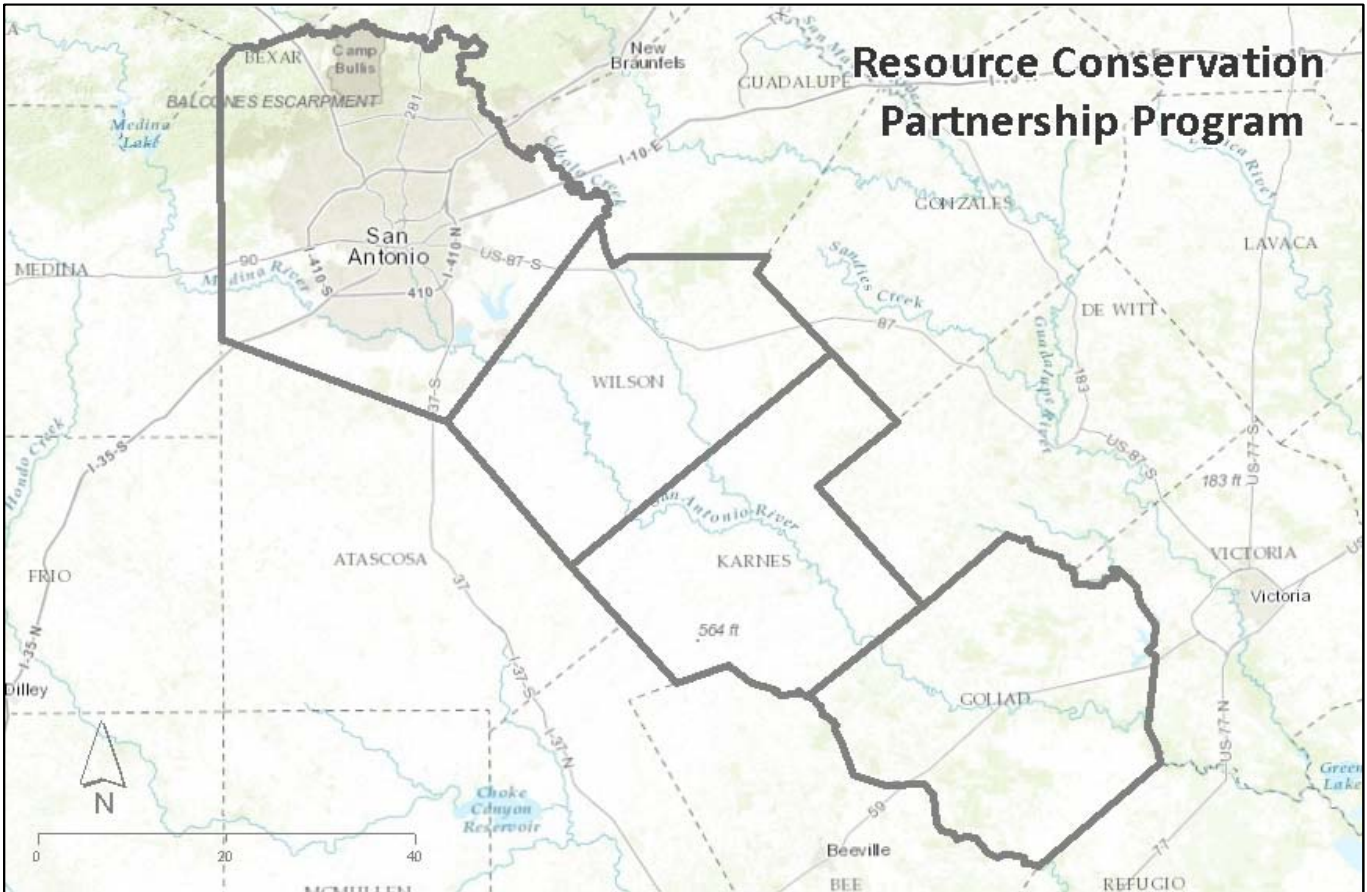 Resource Conservation
Partnership Program
BEXAR
Camp
Bullis
New
Braunfels
GUADALUPE
I-10-E
BALCONES ESCARPMENT
281
Medina
Lake
Cibolo Creek
I-10-E
GONZALES
San
Antonio
I-410-N
US-87-S
LAVACA
MEDINA
90
Medina River
I-410-S
410
Sandies Creek
87
DE WITT
Guadalupe River
183
37-S
WILSON
Hondo Creek
I-35-S
US-87-S
US-77-S
183 ft
San Antonio River
ATASCOSA
KARNES
VICTORIA
Victoria
FRIO
37
564 ft
I-35-N
Dilley
I-37-S
GOLIAD
I-37-N
US-77-N
N
Choke
Canyon
Reservoir
Green
Lake
59
0
20
40
Beeville
77
BEE
REFUGIO
MCMULLEN